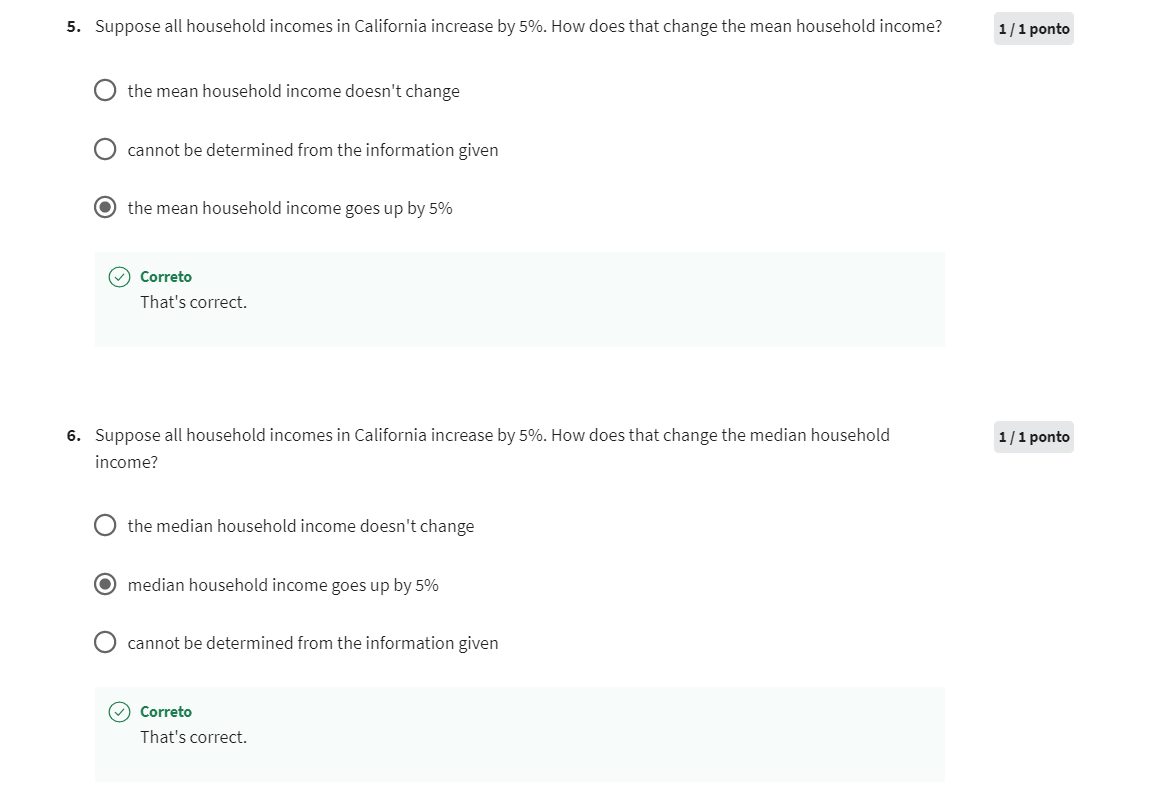 5. Suppose all household incomes in California increase by 5%. How does that change the mean household income?
1 / 1 ponto
the mean household income doesn't change
cannot be determined from the information given
the mean household income goes up by 5%
Correto
That's correct.
6. Suppose all household incomes in California increase by 5%. How does that change the median household
income?
1 / 1 ponto
the median household income doesn't change
median household income goes up by 5%
cannot be determined from the information given
Correto
That's correct.